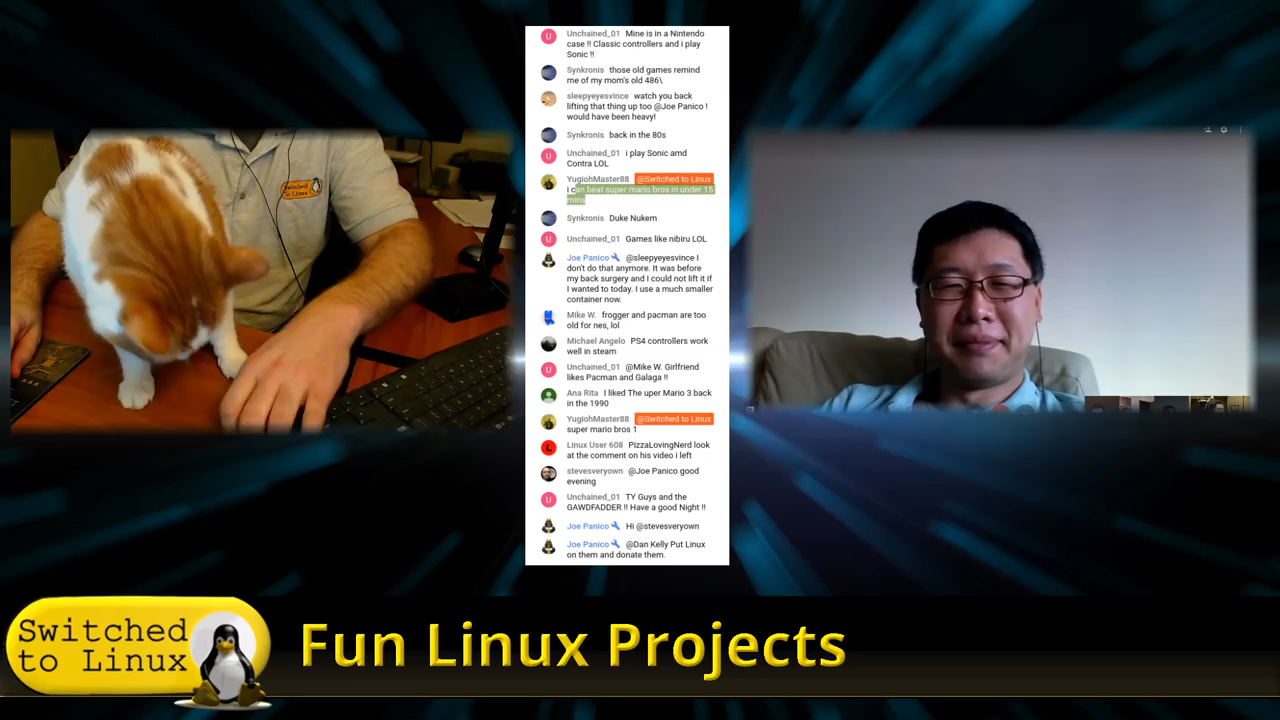 Unchained_01 Mine is in a Nintendo
case !! Classic controllers and i play
Sonic !!
Synkronis those old games remind
me of my mom's old 486\
sleepyeyesvince watch you back
lifting that thing up too @Joe Panico !
would have been heavy!
Synkronis back in the 80s
Unchained_01 i play Sonic amd
Contra LOL
YugiohMaster88 @Switched to Linux
i can beat super mario bros in under 15
mins
Synkronis Duke Nukem
Unchained_01 Games like nibiru LOL
Joe Panico @sleepyeyesvince I
don't do that anymore. It was before
my back surgery and I could not lift it if
I wanted to today. I use a much smaller
container now.
Mike W. frogger and pacman are too
old for nes, lol
Michael Angelo PS4 controllers work
well in steam
Unchained_01 @Mike W. Girlfriend
likes Pacman and Galaga !!
Ana Rita I liked The uper Mario 3 back
in the 1990
YugiohMaster88 @Switched to Linux
super mario bros 1
Linux User 608 PizzaLovingNerd look
at the comment on his video i left
stevesveryown @Joe Panico good
evening
Unchained_01 TY Guys and the
GAWDFADDER !! Have a good Night !!
Joe Panico Hi @stevesveryown
Joe Panico @Dan Kelly Put Linux
on them and donate them.
Switched
to Linux
Switched
to Linux
Fun Linux Projects